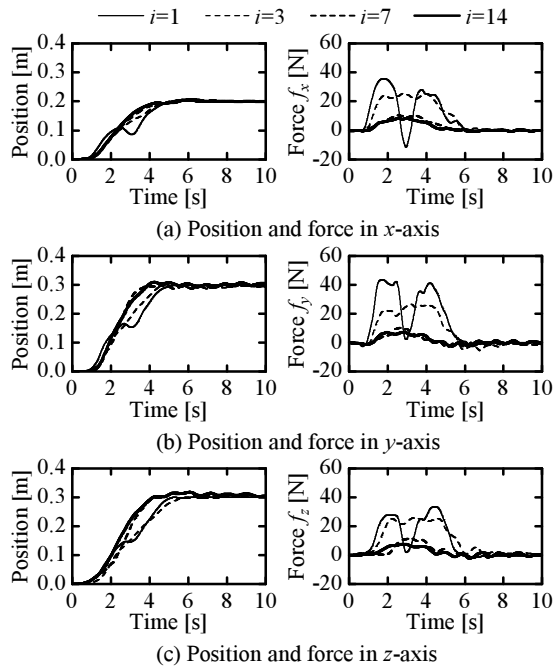 i=1 i=3 i=7 i=14
Position [m]
0.4
0.3
0.2
0.1
0.0
0 2 4 6 8 10
Time [s]
Force fx [N]
60
40
20
0
-20
0 2 4 6 8 10
Time [s]
(a) Position and force in x-axis
Position [m]
0.4
0.3
0.2
0.1
0.0
0 2 4 6 8 10
Time [s]
Force fy [N]
60
40
20
0
-20
0 2 4 6 8 10
Time [s]
(b) Position and force in y-axis
Position [m]
0.4
0.3
0.2
0.1
0.0
0 2 4 6 8 10
Time [s]
Force fz [N]
60
40
20
0
-20
0 2 4 6 8 10
Time [s]
(c) Position and force in z-axis